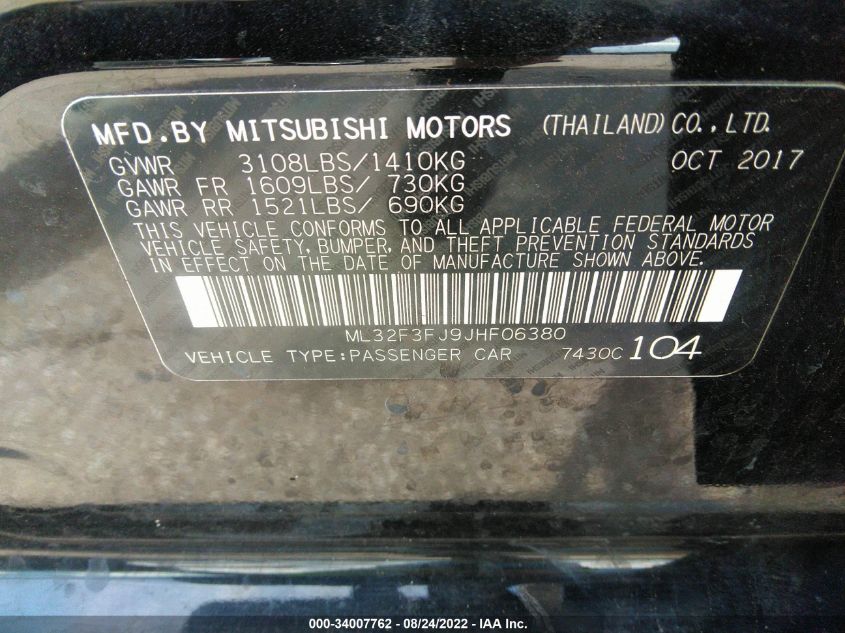 MFD.BY MITSUBISHI MOTORS (THAILAND) CO.,LTD.
GVWR 3108LBS/1410KG OCT 2017
GAWR FR 1609LBS/ 730KG
GAWR RR 1521LBS/ 690KG
THIS VEHICLE CONFORMS TO ALL APPLICABLE FEDERAL MOTOR
VEHICLE SAFETY, BUMPER, AND THEFT PREVENTION STANDARDS
IN EFFECT ON THE DATE OF MANUFACTURE SHOWN ABOVE.
ML32F3FJ9JHF06380
VEHICLE TYPE:PASSENGER CAR 7430C 104
000-34007762 - 08/24/2022 - IAA Inc.